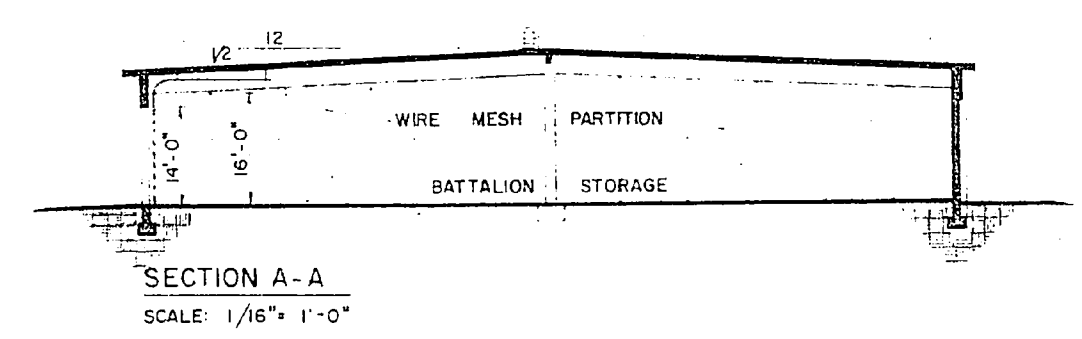 12
1/2
WIRE MESH PARTITION
14'-0"
16'-0"
BATTALION STORAGE
SECTION A-A
SCALE: 1/16" = 1'-0"